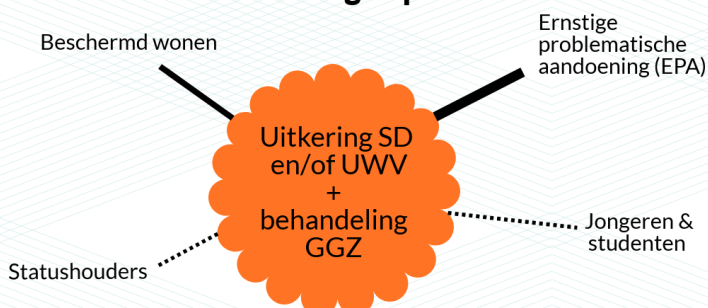 Beschermd wonen
Ernstige
problematische
aandoening (EPA)
Uitkering SD
en/of UWV
+
behandeling
GGZ
Jongeren &
studenten
Statushouders